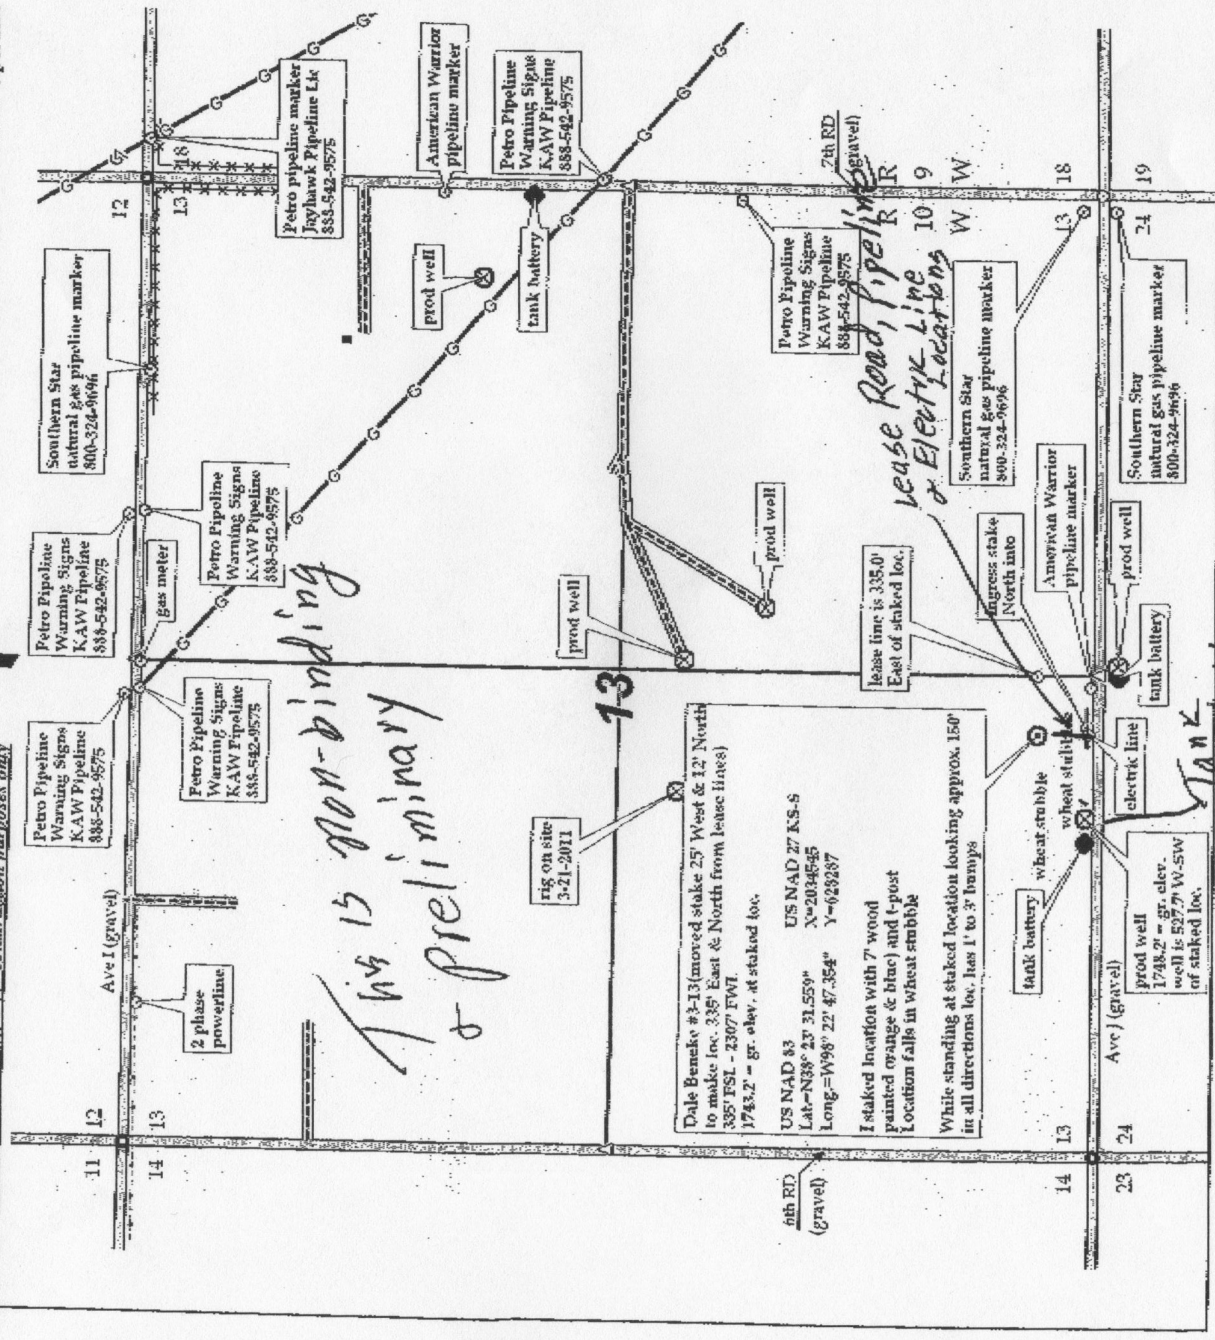 11
12
14
13
Ave I (gravel)
2 phase
powerline
Petro Pipeline
Warning Signs
KAW Pipeline
888-542-9575
Petro Pipeline
Warning Signs
KAW Pipeline
888-542-9575
Petro Pipeline
Warning Signs
KAW Pipeline
888-542-9575
gas meter
Petro Pipeline
Warning Signs
KAW Pipeline
888-542-9575
Southern Star
natural gas pipeline marker
800-324-9696
12
13
18
Petro pipeline marker
Jayhawk Pipeline Llc
888-542-9575
American Warrior
pipeline marker
Petro Pipeline
Warning Signs
KAW Pipeline
888-542-9575
prod well
tank battery
This is non-binding
& preliminary
rig on site
3-21-2011
prod well
13
prod well
7th RD
(gravel)
R R
10 9
W W
Petro Pipeline
Warning Signs
KAW Pipeline
888-542-9575
Lease Road, Pipeline
& Electric Line
Locations
Dale Beneke #3-13(moved stake 25' West & 12' North
to make loc. 335' East & North from lease lines)
335' FSL - 2307' FWL
1743.2' = gr. elev. at staked loc.
US NAD 83
Lat.=N38° 23' 31.559"
Long.=W98° 22' 47.354"
US NAD 27 KS-S
X=2034545
Y=628287
I staked location with 7' wood
painted orange & blue) and t-post
Location falls in wheat stubble
While standing at staked location looking approx. 150'
in all directions loc. has 1' to 3' bumps
6th RD
(gravel)
lease line is 335.0'
East of staked loc.
ingress stake
North into
American Warrior
pipeline marker
Southern Star
natural gas pipeline marker
800-324-9696
13
18
24
19
Southern Star
natural gas pipeline marker
800-324-9696
wheat stubble
wheat stubble
tank battery
electric line
prod well
tank battery
Tank
prod well
1748.2' = gr. elev.
well is 527.7' W-SW
of staked loc.
Ave J (gravel)
14
13
23
24